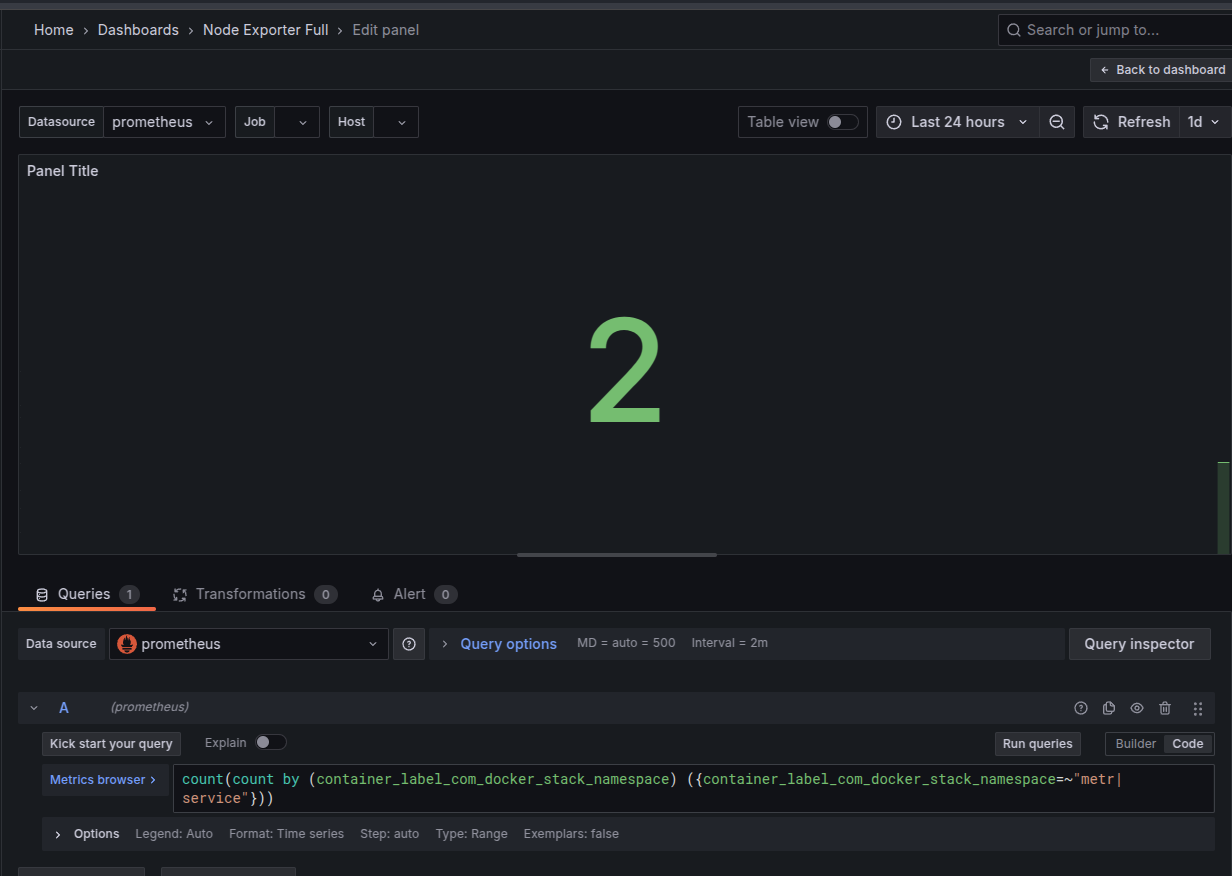 Home › Dashboards › Node Exporter Full › Edit panel
Search or jump to...
Back to dashboard
Datasource prometheus Job Host Table view Last 24 hours Refresh 1d
Panel Title
2
Queries 1 Transformations 0 Alert 0
Data source prometheus Query options MD = auto = 500 Interval = 2m Query inspector
A (prometheus)
Kick start your query Explain Run queries Builder Code
Metrics browser > count(count by (container_label_com_docker_stack_namespace) ({container_label_com_docker_stack_namespace=~"metr|
service"}))
Options Legend: Auto Format: Time series Step: auto Type: Range Exemplars: false